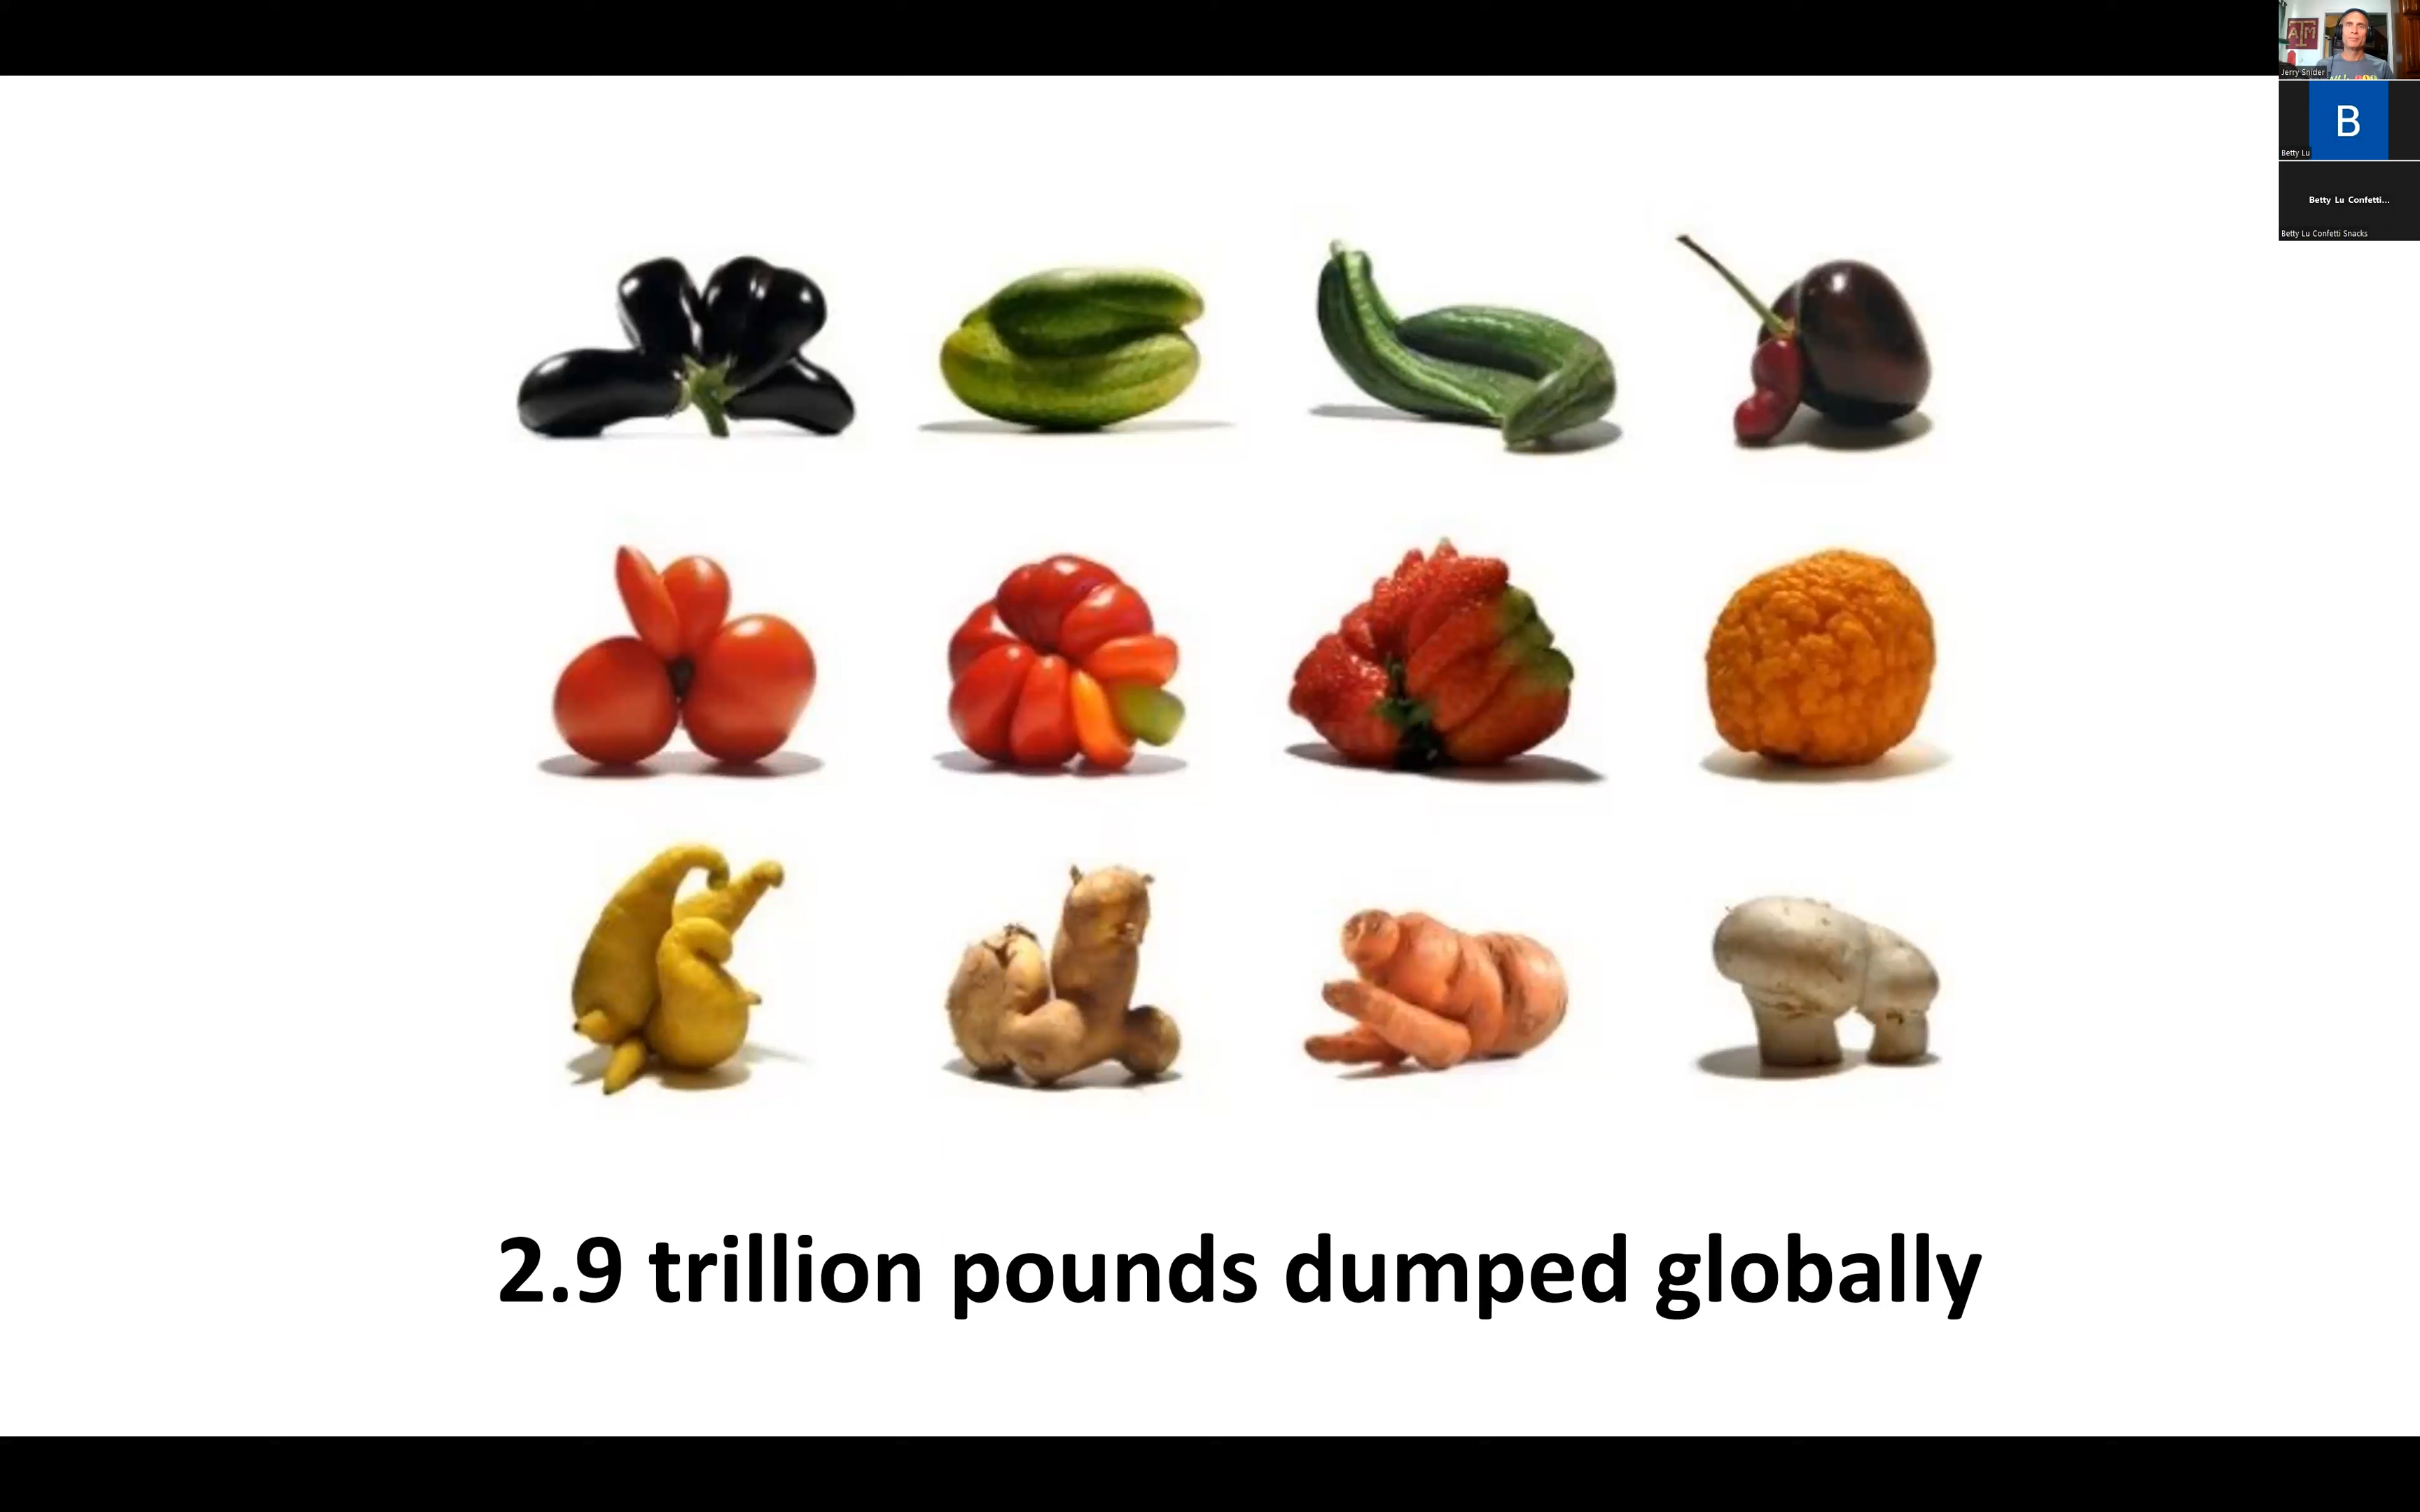 A M
Jerry Snider
B
Betty Lu
Betty Lu Confetti...
Betty Lu Confetti Snacks
2.9 trillion pounds dumped globally